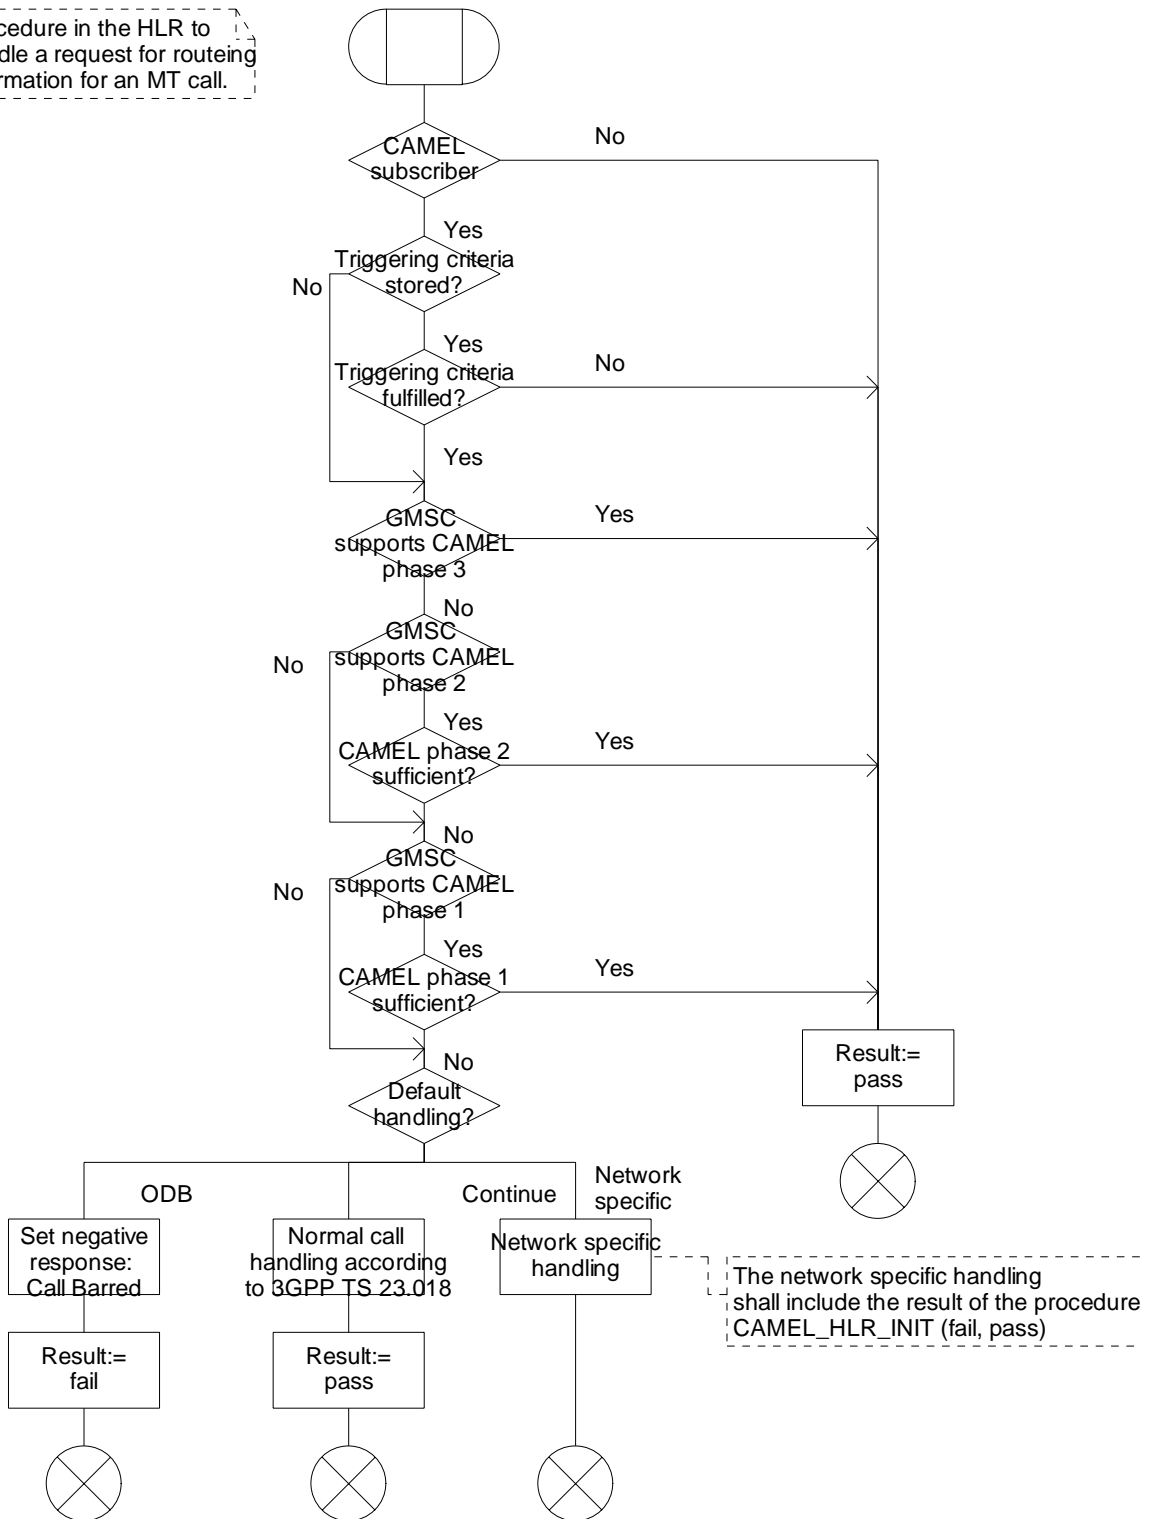 cedure in the HLR to
dle a request for routeing
rmation for an MT call.
CAMEL
subscriber
No
Yes
Triggering criteria
stored?
No
Yes
Triggering criteria
fulfilled?
No
Yes
GMSC
supports CAMEL
phase 3
Yes
No
GMSC
supports CAMEL
phase 2
No
Yes
CAMEL phase 2
sufficient?
Yes
No
GMSC
supports CAMEL
phase 1
No
Yes
CAMEL phase 1
sufficient?
Yes
No
Result:=
pass
Default
handling?
ODB
Continue
Network
specific
Set negative
response:
Call Barred
Normal call
handling according
to 3GPP TS 23.018
Network specific
handling
The network specific handling
shall include the result of the procedure
CAMEL_HLR_INIT (fail, pass)
Result:=
fail
Result:=
pass